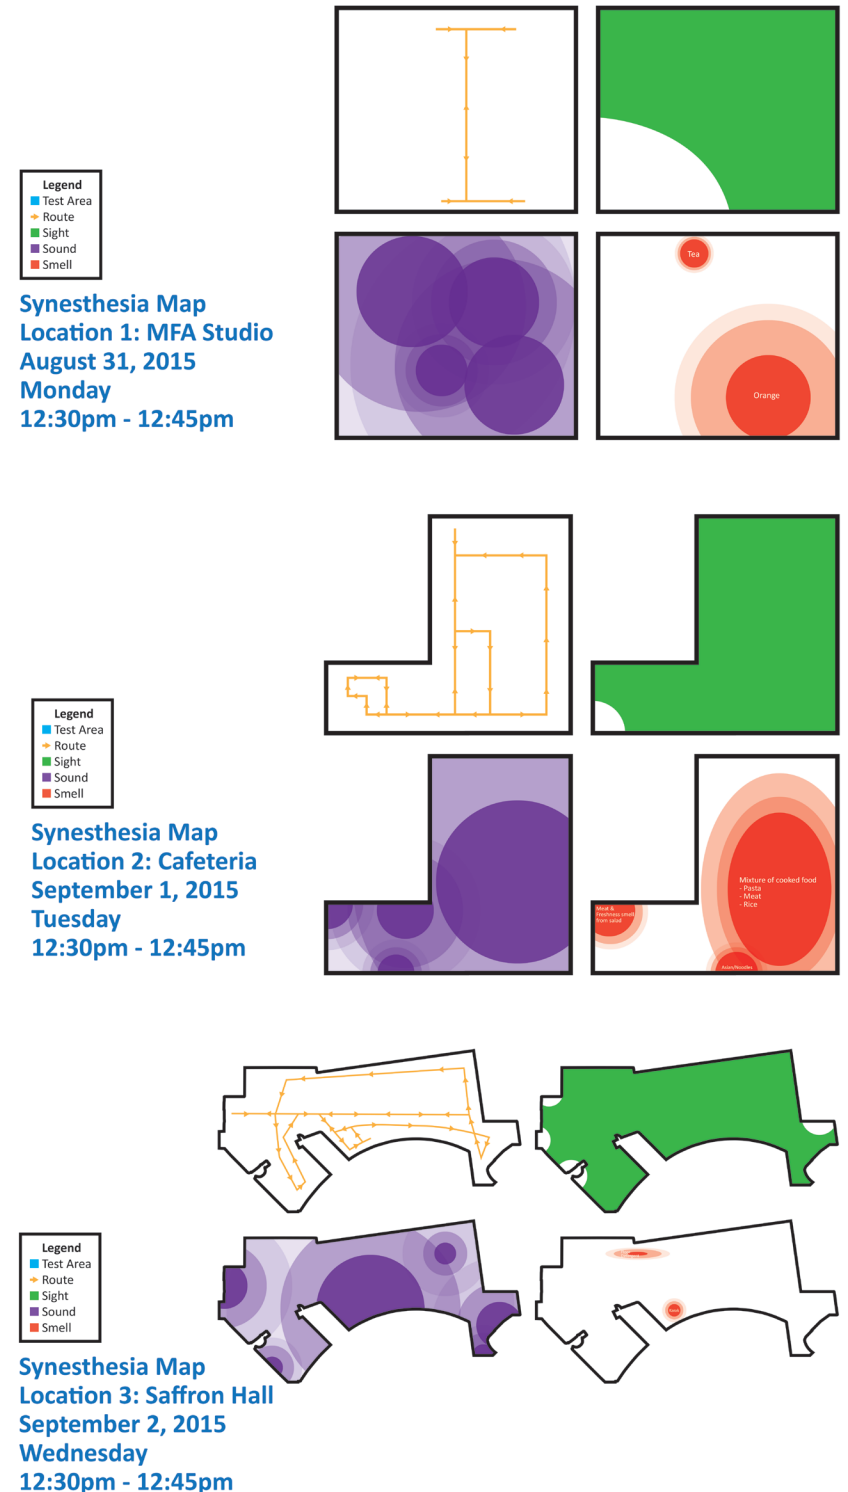 Legend
Test Area
Route
Sight
Sound
Smell
Synesthesia Map
Location 1: MFA Studio
August 31, 2015
Monday
12:30pm - 12:45pm
Tea
Orange
Legend
Test Area
Route
Sight
Sound
Smell
Synesthesia Map
Location 2: Cafeteria
September 1, 2015
Tuesday
12:30pm - 12:45pm
Mixture of cooked food
- Pasta
- Meat
- Rice
Meat &
Freshness smell
from salad
Asian/Noodles
Legend
Test Area
Route
Sight
Sound
Smell
Synesthesia Map
Location 3: Saffron Hall
September 2, 2015
Wednesday
12:30pm - 12:45pm